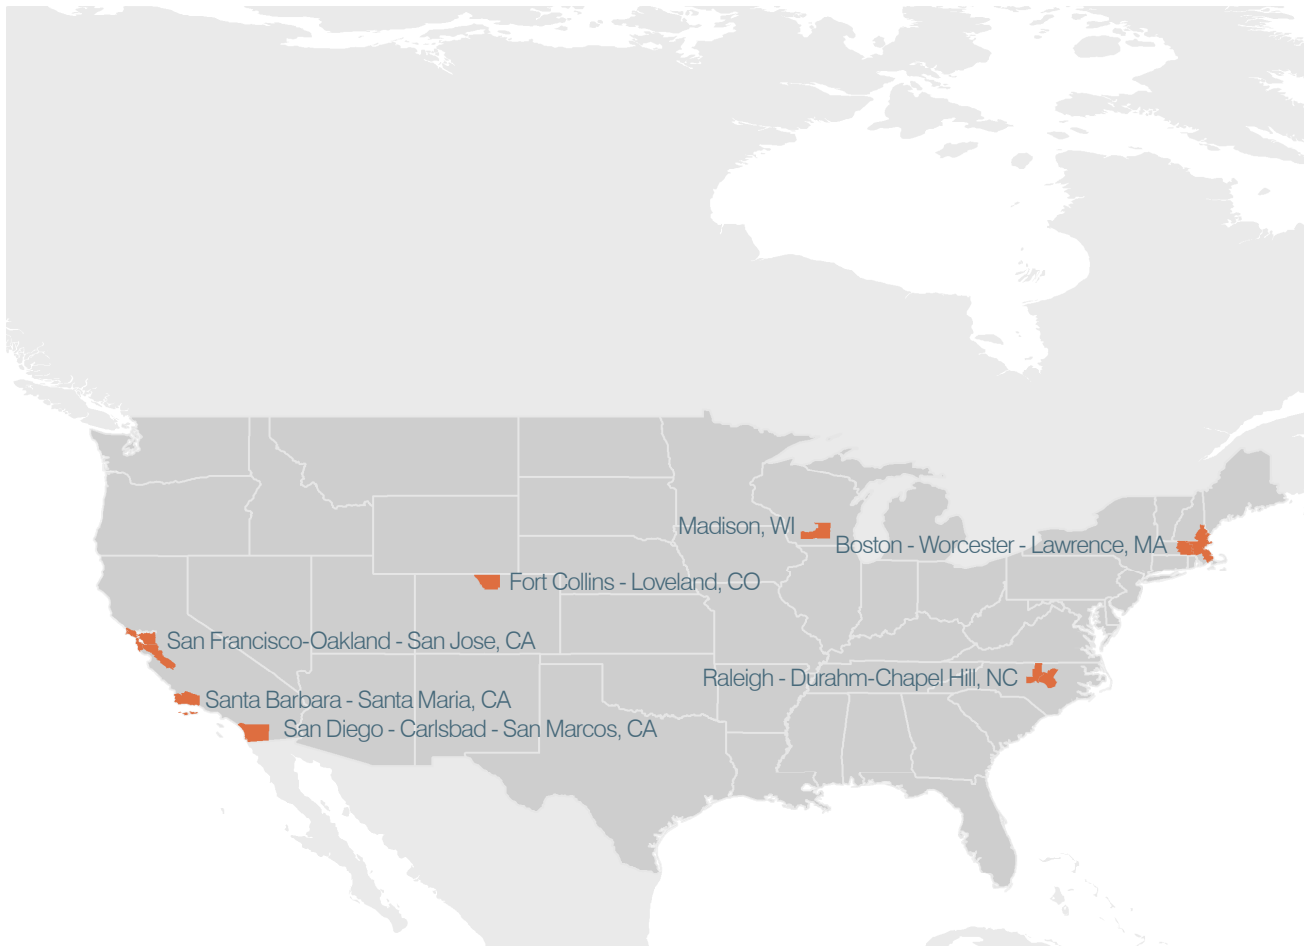 Madison, WI
Boston - Worcester - Lawrence, MA
Fort Collins - Loveland, CO
San Francisco-Oakland - San Jose, CA
Raleigh - Durahm-Chapel Hill, NC
Santa Barbara - Santa Maria, CA
San Diego - Carlsbad - San Marcos, CA